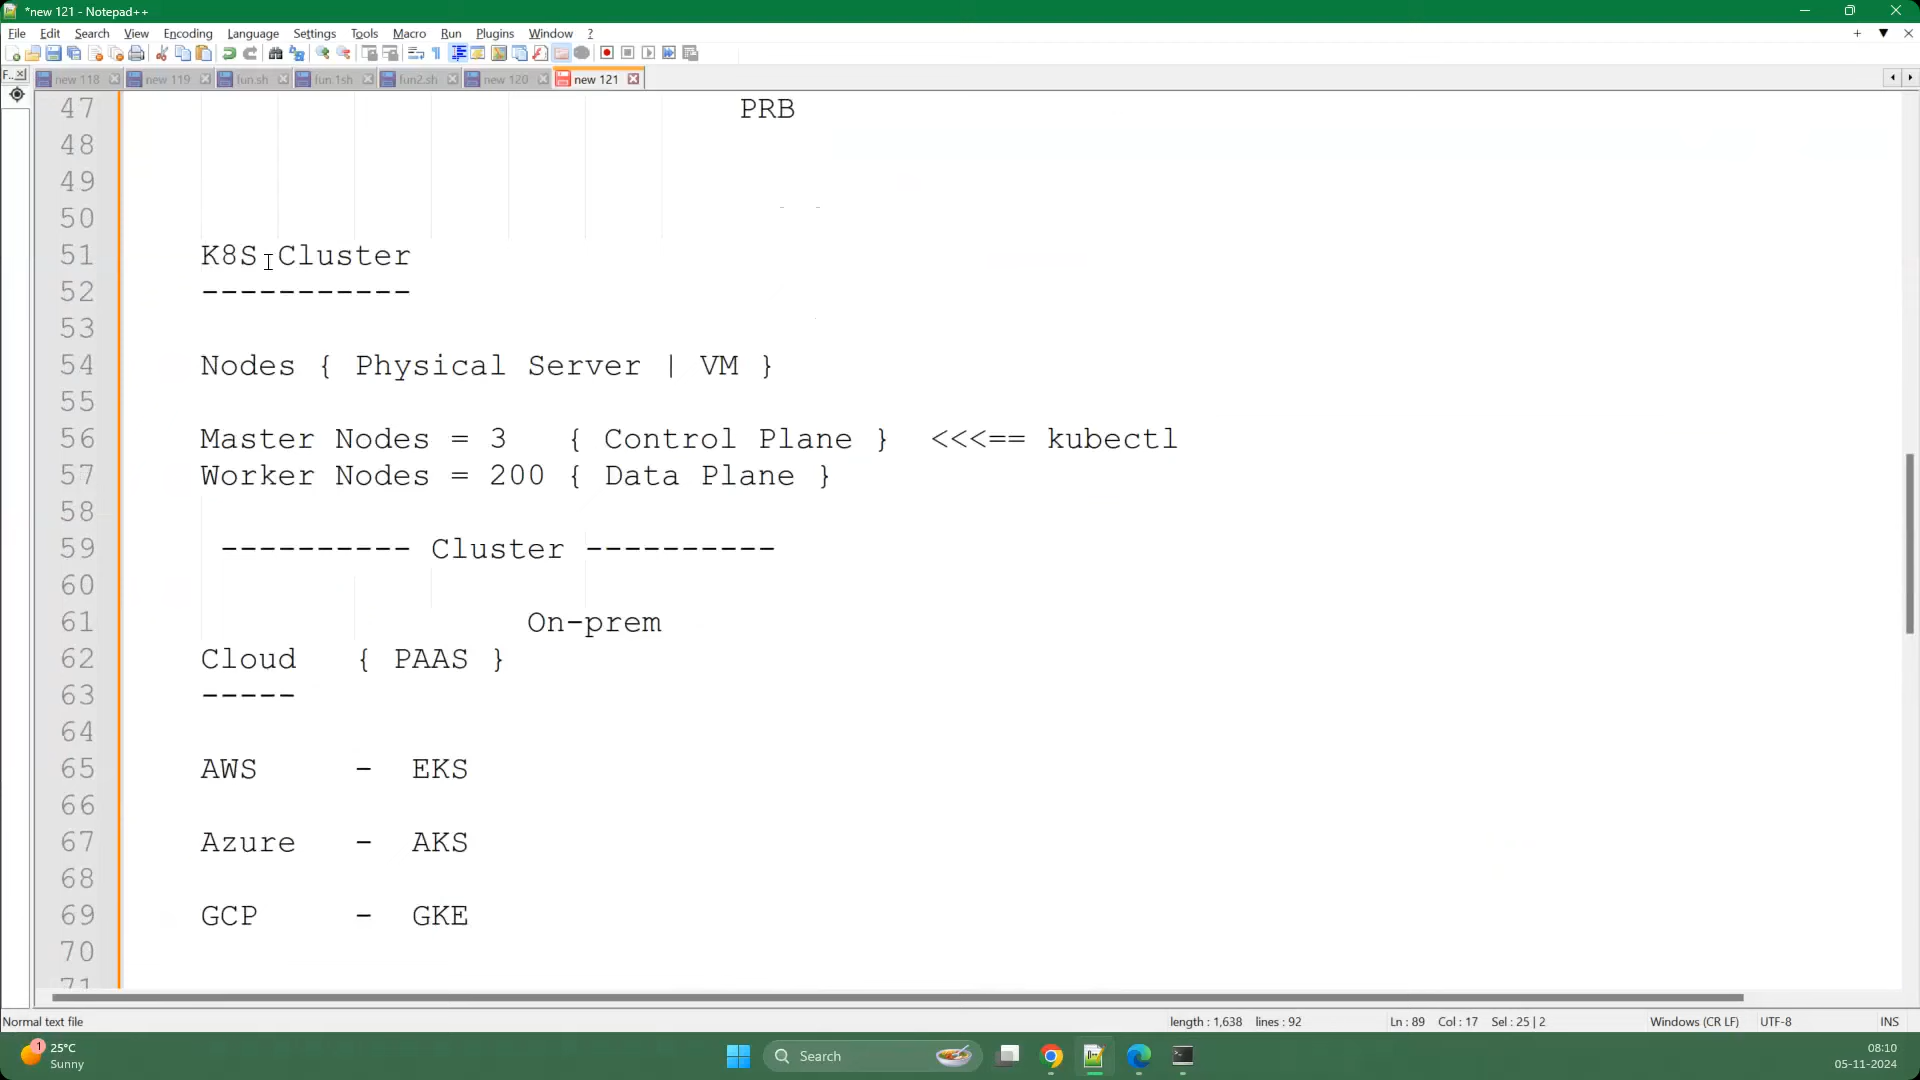 *new 121 - Notepad++
File Edit Search View Encoding Language Settings Tools Macro Run Plugins Window ?
F.. new 118 new 119 fun.sh fun.1sh fun2.sh new 120 new 121
47 PRB
48
49
50
51 K8S Cluster
52 -----------
53
54 Nodes { Physical Server | VM }
55
56 Master Nodes = 3 { Control Plane } <<<== kubectl
57 Worker Nodes = 200 { Data Plane }
58
59 ---------- Cluster ----------
60
61 On-prem
62 Cloud { PAAS }
63 -----
64
65 AWS - EKS
66
67 Azure - AKS
68
69 GCP - GKE
70
71
Normal text file length : 1,638 lines : 92 Ln : 89 Col : 17 Sel : 25 | 2 Windows (CR LF) UTF-8 INS
1 25°C
Sunny
Search
08:10
05-11-2024